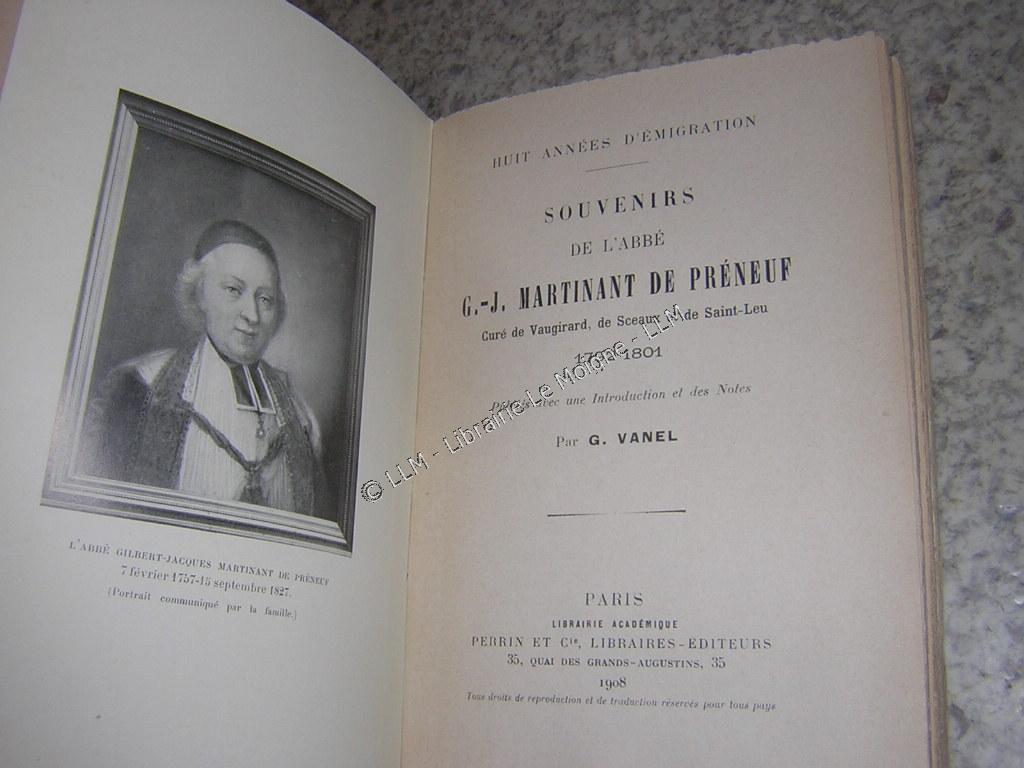 L'ABBÉ GILBERT-JACQUES MARTINANT DE PRÉNEUF
7 février 1757-15 septembre 1827.
(Portrait communiqué par la famille.)
HUIT ANNÉES D'ÉMIGRATION
SOUVENIRS
DE L'ABBÉ
G.-J. MARTINANT DE PRÉNEUF
Curé de Vaugirard, de Sceaux et de Saint-Leu
1801
avec une Introduction et des Notes
Par G. VANEL
PARIS
LIBRAIRIE ACADÉMIQUE
PERRIN ET Cie, LIBRAIRES-ÉDITEURS
35, QUAI DES GRANDS-AUGUSTINS, 35
1908
Tous droits de reproduction et de traduction réservés pour tous pays
© LLM - Librairie Le Moigne - LLM